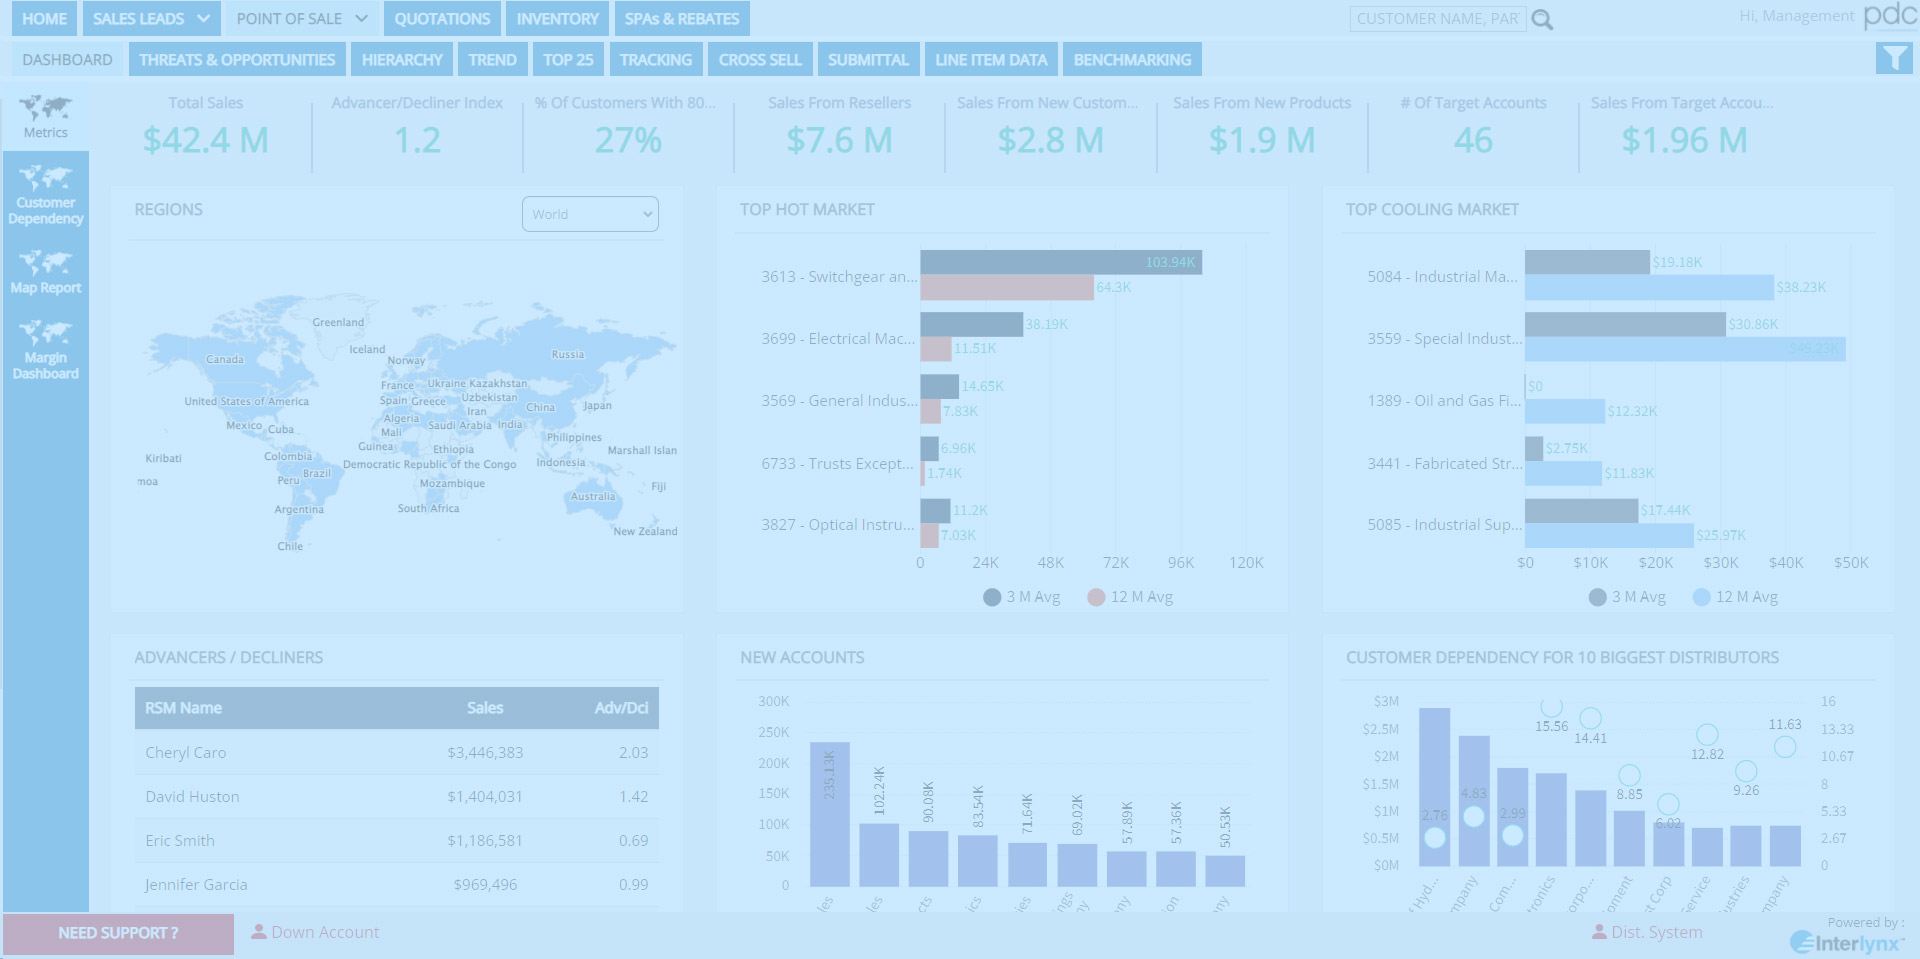 HOME
SALES LEADS
POINT OF SALE
QUOTATIONS
INVENTORY
SPAs & REBATES
CUSTOMER NAME, PAR
Hi, Management
pdc
DASHBOARD
THREATS & OPPORTUNITIES
HIERARCHY
TREND
TOP 25
TRACKING
CROSS SELL
SUBMITTAL
LINE ITEM DATA
BENCHMARKING
Metrics
Customer
Dependency
Map Report
Margin
Dashboard
Total Sales
$42.4 M
Advancer/Decliner Index
1.2
% Of Customers With 80...
27%
Sales From Resellers
$7.6 M
Sales From New Custom...
$2.8 M
Sales From New Products
$1.9 M
# Of Target Accounts
46
Sales From Target Accou...
$1.96 M
REGIONS
World
Greenland
Iceland
Canada
Norway
Russia
France
Ukraine Kazakhstan
United States of America
Spain Greece
Uzbekistan
Iran
China
Japan
Mexico
Cuba
Algeria
Saudi Arabia
India
Mali
Philippines
Guinea
Ethiopia
Marshall Islan
Kiribati
Colombia
Democratic Republic of the Congo
Indonesia
Brazil
moa
Peru
Mozambique
Fiji
Australia
Argentina
South Africa
New Zealand
Chile
TOP HOT MARKET
3613 - Switchgear an...
103.94K
64.3K
3699 - Electrical Mac...
38.19K
11.51K
3569 - General Indus...
14.65K
7.83K
6733 - Trusts Except...
6.96K
1.74K
3827 - Optical Instru...
11.2K
7.03K
0 24K 48K 72K 96K 120K
3 M Avg 12 M Avg
TOP COOLING MARKET
5084 - Industrial Ma...
$19.18K
$38.23K
3559 - Special Indust...
$30.86K
1389 - Oil and Gas Fi...
$0
$12.32K
3441 - Fabricated Str...
$2.75K
$11.83K
5085 - Industrial Sup...
$17.44K
$25.97K
$0 $10K $20K $30K $40K $50K
3 M Avg 12 M Avg
ADVANCERS / DECLINERS
RSM Name Sales Adv/Dci
Cheryl Caro $3,446,383 2.03
David Huston $1,404,031 1.42
Eric Smith $1,186,581 0.69
Jennifer Garcia $969,496 0.99
NEW ACCOUNTS
300K
250K
200K
150K
100K
50K
0
235.13K
102.24K
90.08K
83.54K
71.64K
69.02K
57.89K
57.36K
50.53K
les
les
cts
ics
ies
ngs
ny
ny
on
ny
CUSTOMER DEPENDENCY FOR 10 BIGGEST DISTRIBUTORS
$3M
$2.5M
$2M
$1.5M
$1M
$0.5M
$0M
2.76
4.83
2.99
15.56
14.41
8.85
6.02
12.82
9.26
11.63
16
13.33
10.67
8
5.33
2.67
0
f Hyd...
mpany
Com...
tronics
orpo...
pment
t Corp
Service
ustries
mpany
NEED SUPPORT ?
Down Account
Dist. System
Powered by :
Interlynx